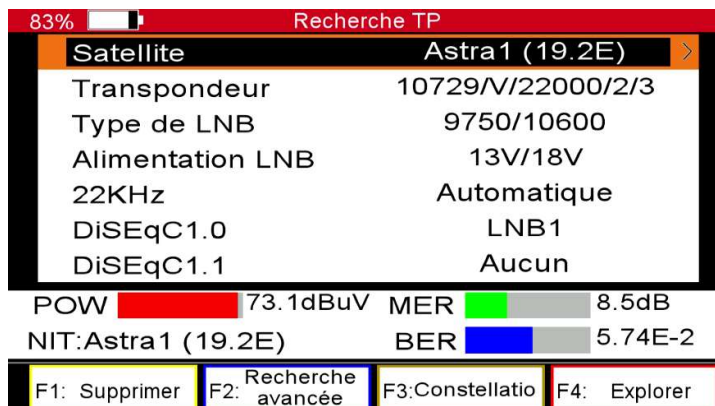 83% Recherche TP
Satellite Astra1 (19.2E) >
Transpondeur 10729/V/22000/2/3
Type de LNB 9750/10600
Alimentation LNB 13V/18V
22KHz Automatique
DiSEqC1.0 LNB1
DiSEqC1.1 Aucun
POW 73.1dBuV MER 8.5dB
NIT:Astra1 (19.2E) BER 5.74E-2
F1: Supprimer F2: Recherche avancée F3:Constellatio F4: Explorer